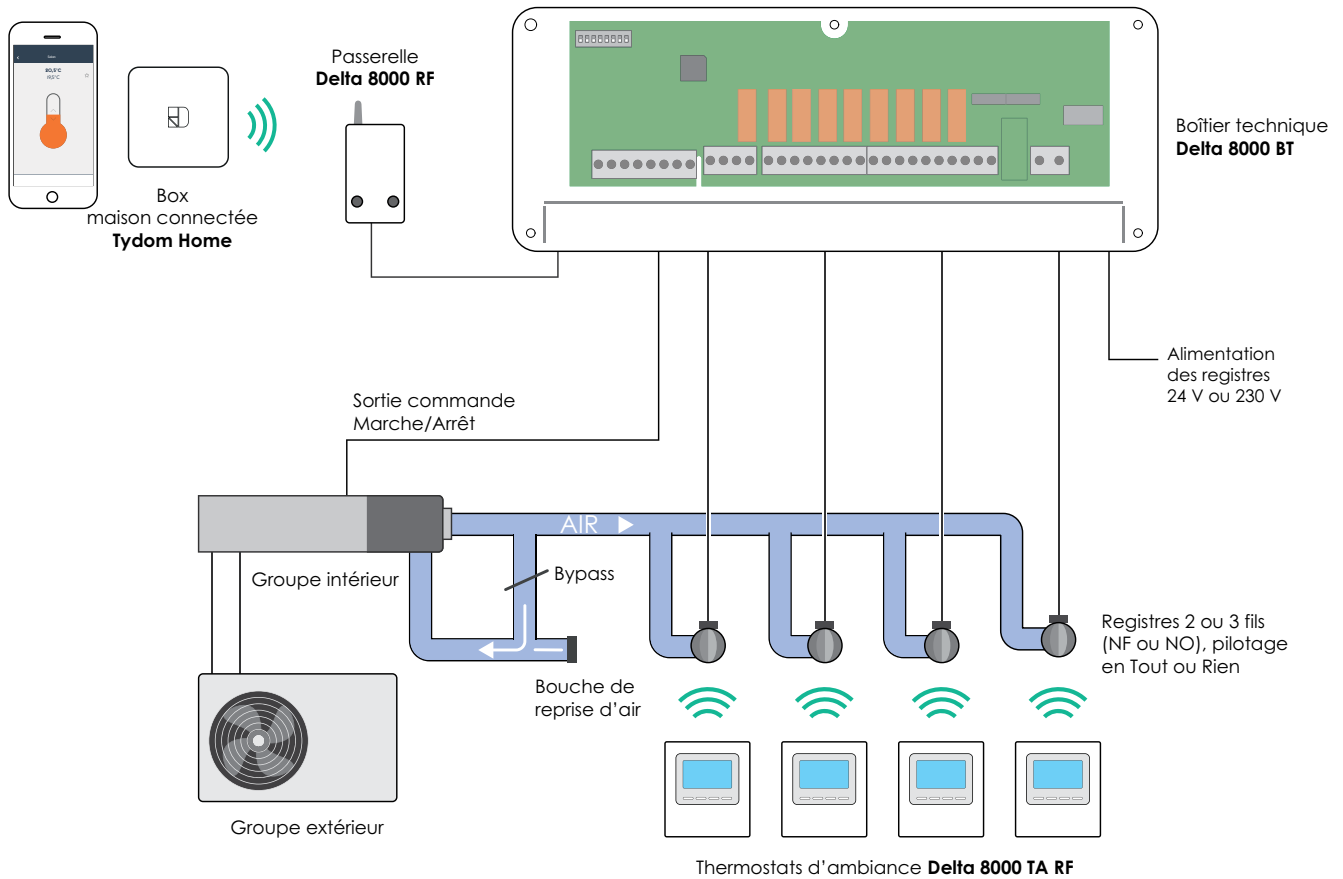 Passerelle
Delta 8000 RF
Boîtier technique
Delta 8000 BT
Box
maison connectée
Tydom Home
Alimentation
des registres
24 V ou 230 V
Sortie commande
Marche/Arrêt
AIR
Groupe intérieur
Bypass
Registres 2 ou 3 fils
(NF ou NO), pilotage
en Tout ou Rien
Bouche de
reprise d’air
Groupe extérieur
Thermostats d’ambiance Delta 8000 TA RF